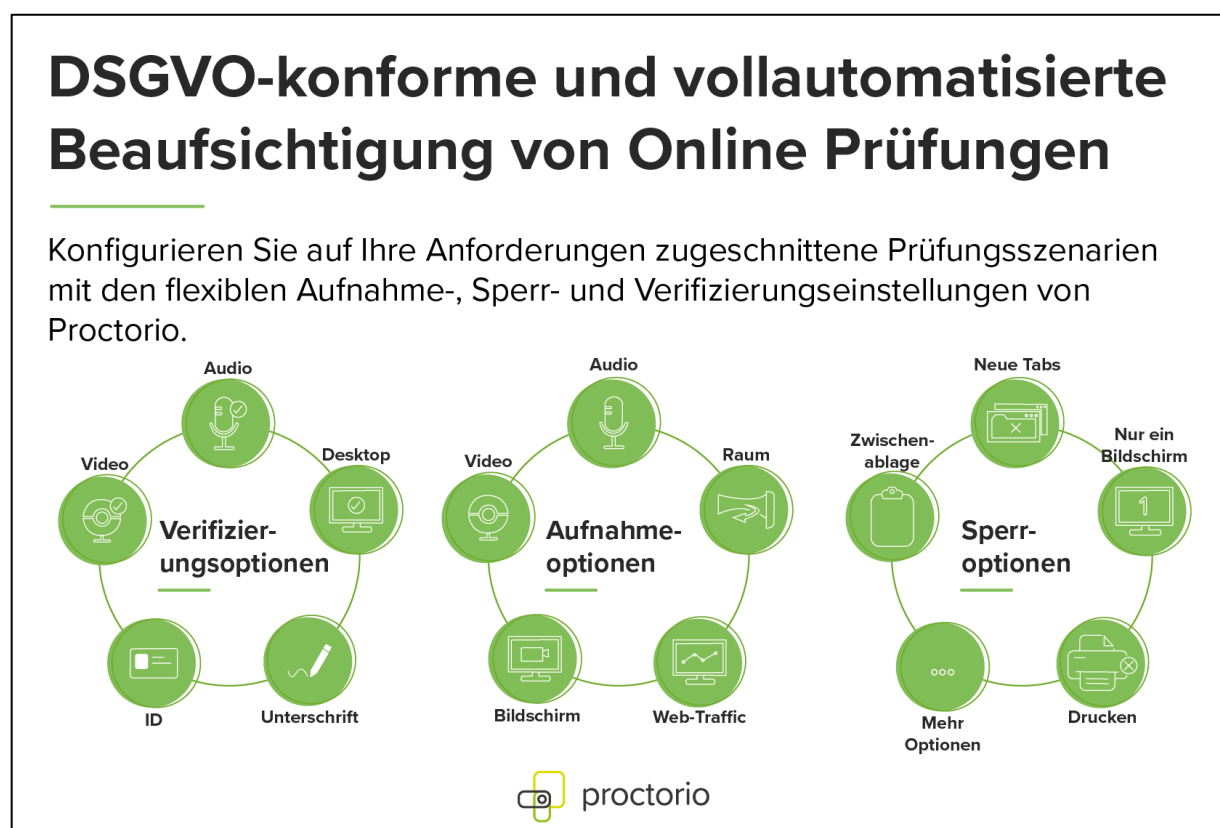 DSGVO-konforme und vollautomatisierte
Beaufsichtigung von Online Prüfungen
Konfigurieren Sie auf Ihre Anforderungen zugeschnittene Prüfungsszenarien
mit den flexiblen Aufnahme-, Sperr- und Verifizierungseinstellungen von
Proctorio.
Audio
Video
Desktop
Verifizier-
ungsoptionen
ID
Unterschrift
Audio
Video
Raum
Aufnahme-
optionen
Bildschirm
Web-Traffic
Neue Tabs
Zwischen-
ablage
Nur ein
Bildschirm
1
Sperr-
optionen
Mehr
Optionen
Drucken
proctorio